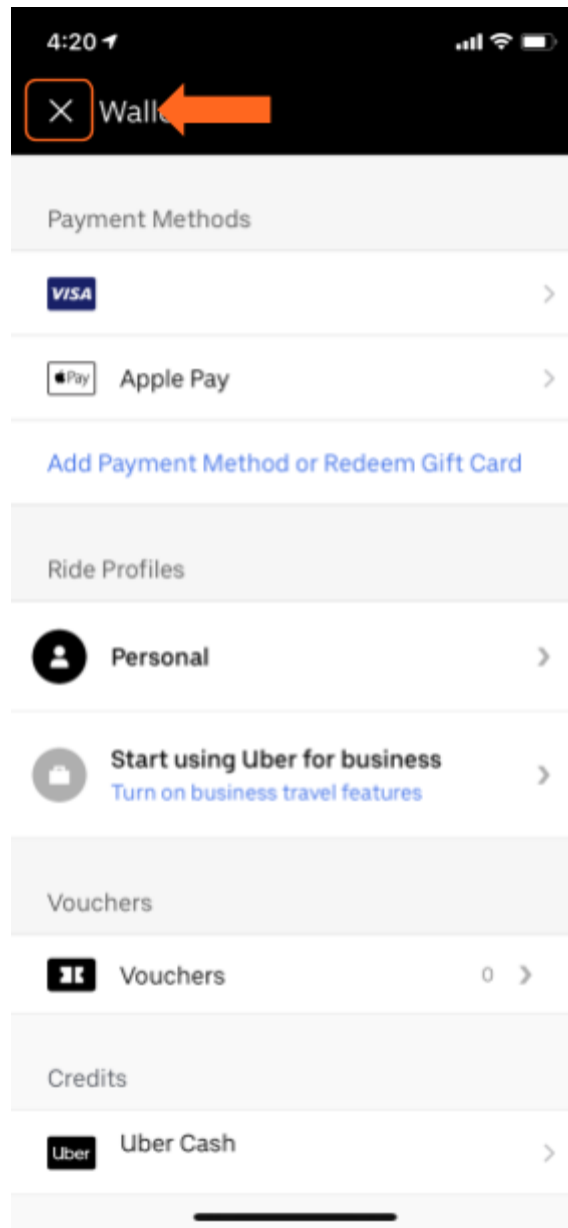 4:20
Wall
Payment Methods
VISA
Pay Apple Pay
Add Payment Method or Redeem Gift Card
Ride Profiles
Personal
Start using Uber for business
Turn on business travel features
Vouchers
Vouchers 0
Credits
Uber Uber Cash